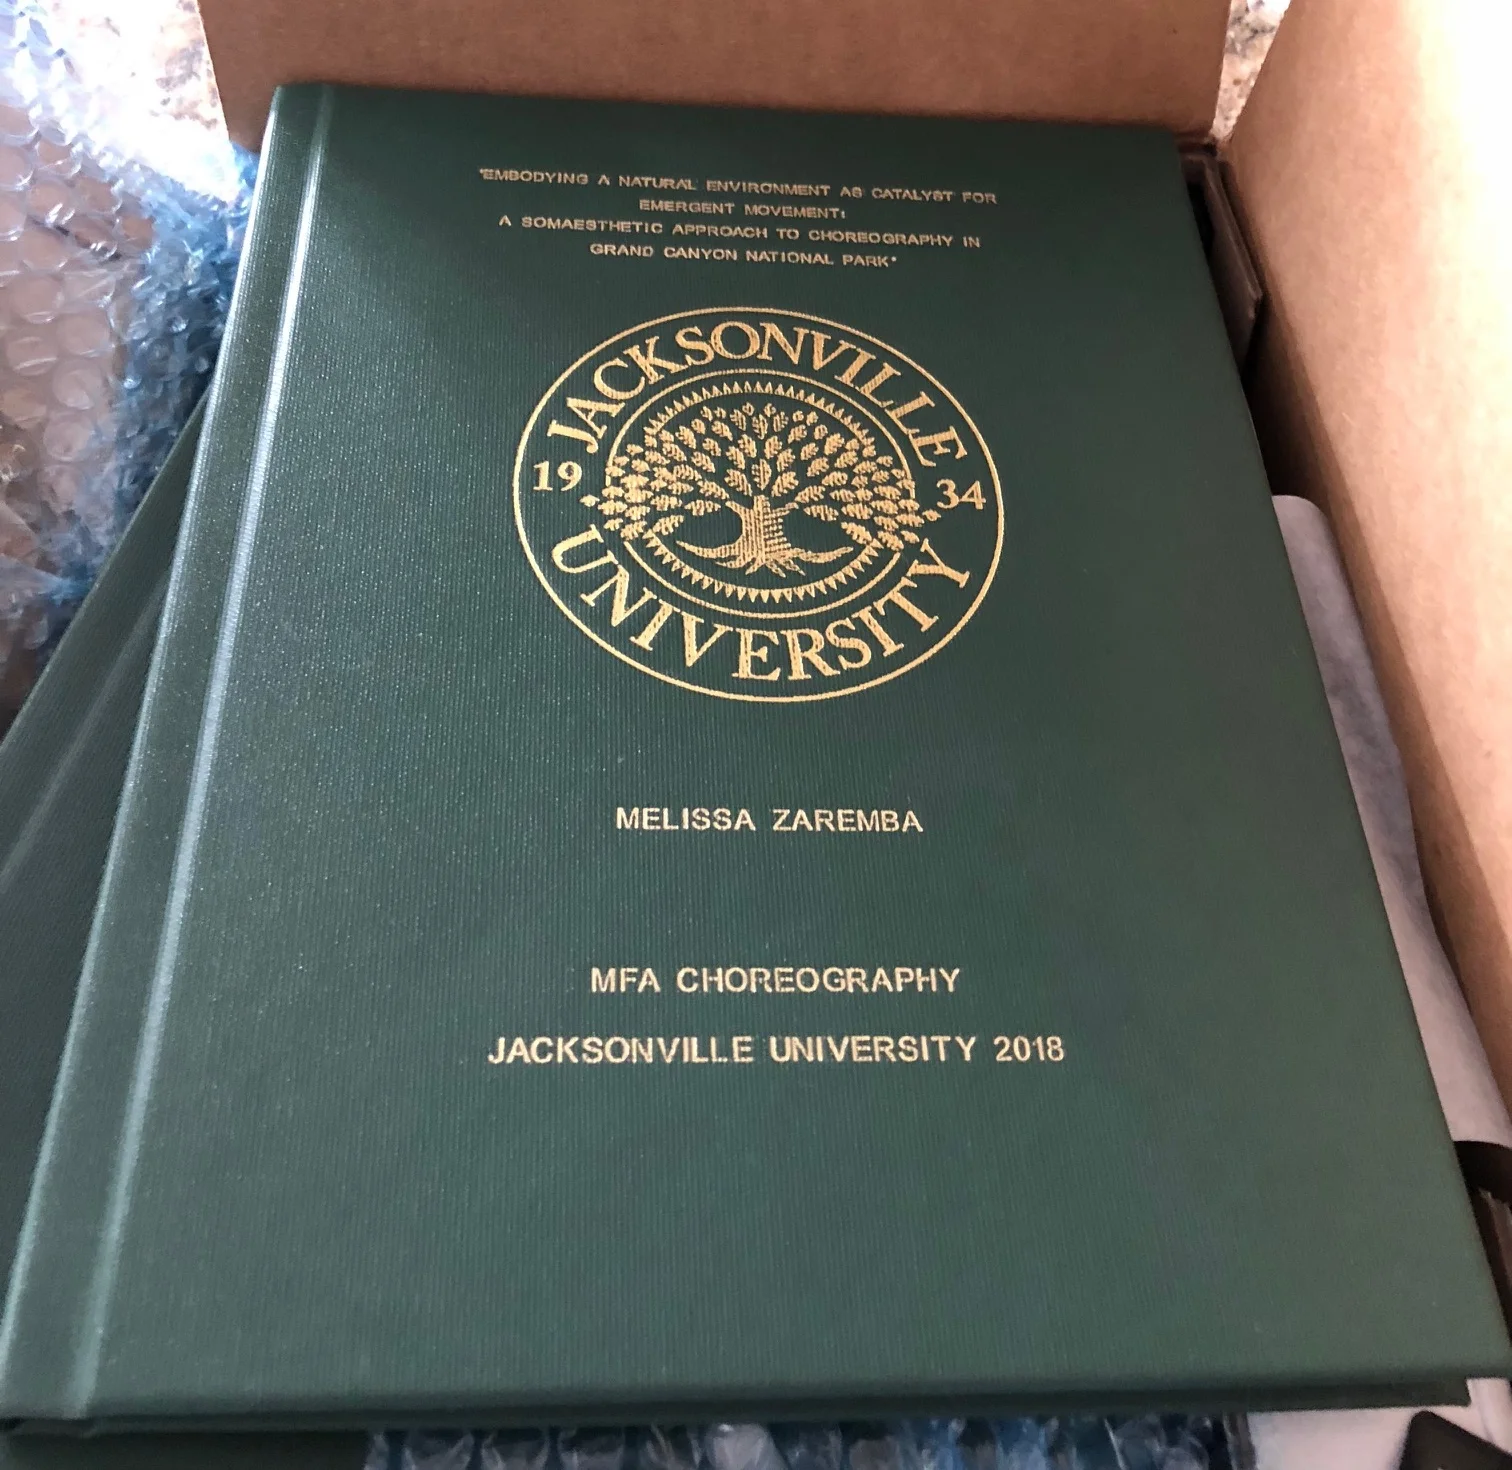 "EMBODYING A NATURAL ENVIRONMENT AS CATALYST FOR
EMERGENT MOVEMENT:
A SOMAESTHETIC APPROACH TO CHOREOGRAPHY IN
GRAND CANYON NATIONAL PARK"
JACKSONVILLE
19 34
UNIVERSITY
MELISSA ZAREMBA
MFA CHOREOGRAPHY
JACKSONVILLE UNIVERSITY 2018